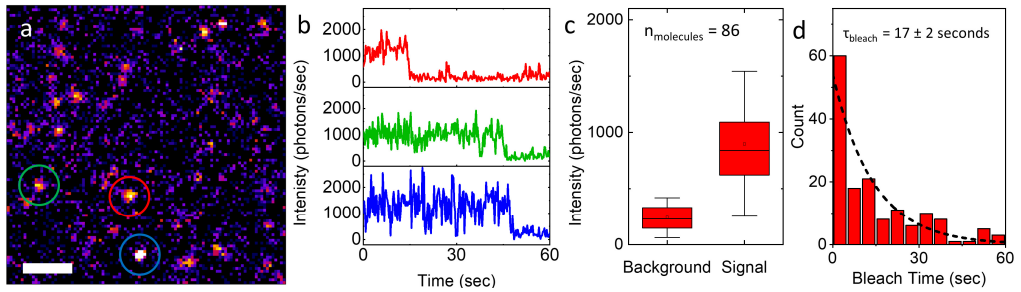 a
b
Intenisty (photons/sec)
2000
1000
0
2000
1000
0
2000
1000
0
0
30
60
Time (sec)
c
n_molecules = 86
Intensity (photons/sec)
2000
1000
0
Background
Signal
d
τ_bleach = 17 ± 2 seconds
Count
60
40
20
0
0
30
60
Bleach Time (sec)